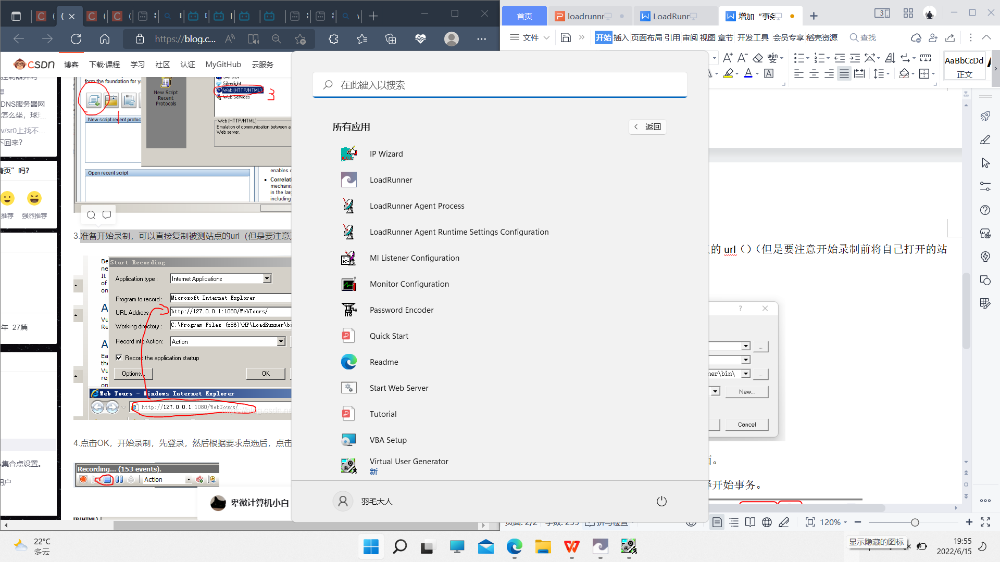 https://blog.c...
首页
loadrunnr
LoadRunr
增加“事务
文件
开始 插入 页面布局 引用 审阅 视图 章节 开发工具 会员专享 稻壳资源
查找
AaBbCcDd
正文
CSDN
博客 下载·课程 学习 社区 认证 MyGitHub 云服务
DNS服务器网
怎么坐，球
v/sr0上找不...
下回来?
情页”吗?
推荐 强烈推荐
年 27篇
集合点设置。
用户
form the foundation for
New Script
Recent
Protocols
New script recent protoc
Open recent script
Silverlight
Web (HTTP/HTML)
Web Services
3
Web (HTTP/HTML)
Emulation of communication between a
Web server.
enables
Correlati
mechanis
in the lar
including
3.准备开始录制，可以直接复制被测站点的url（但是要注意
Start Recording
Application type : Internet Applications
Program to record : Microsoft Internet Explorer
URL Address : http://127.0.0.1:1080/WebTours/
Working directory : C:\Program Files (x86)\HP\LoadRunner\bi
Record into Action: Action
Record the application startup
Options... OK
Web Tours - Windows Internet Explorer
http://127.0.0.1:1080/WebTours/
4.点击OK，开始录制，先登录，然后根据要求点选后，点击
Recording... (153 events).
Action
卑微计算机小白
在此键入以搜索
所有应用
返回
IP Wizard
LoadRunner
LoadRunner Agent Process
LoadRunner Agent Runtime Settings Configuration
MI Listener Configuration
Monitor Configuration
Password Encoder
Quick Start
Readme
Start Web Server
Tutorial
VBA Setup
Virtual User Generator
新
羽毛大人
的 url（）（但是要注意开始录制前将自己打开的站
ner\bin\
New...
Cancel
开始事务。
页面: 2/2 字数: 255 拼写检查
120%
显示隐藏的图标
22°C
多云
19:55
2022/6/15